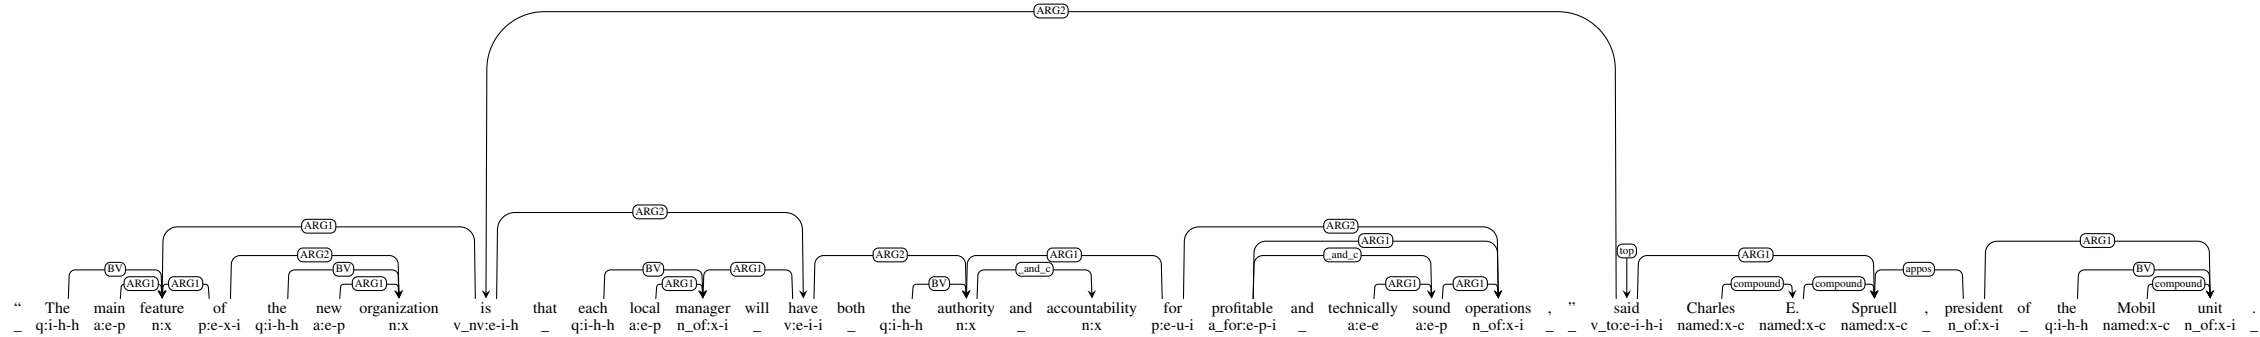 ARG2
ARG2
ARG1 ARG2 ARG1
ARG2 BV BV ARG1 ARG2 ARG1 _and_c top ARG1 ARG1
BV ARG1 ARG1 ARG1 ARG1 BV _and_c ARG1 ARG1 compound compound appos BV compound
“ The main feature of the new organization is that each local manager will have both the authority and accountability for profitable and technically sound operations , ” said Charles E. Spruell , president of the Mobil unit .
_ q:i-h-h a:e-p n:x p:e-x-i q:i-h-h a:e-p n:x v_nv:e-i-h _ q:i-h-h a:e-p n_of:x-i _ v:e-i-i _ q:i-h-h n:x _ n:x p:e-u-i a_for:e-p-i _ a:e-e a:e-p n_of:x-i _ _ v_to:e-i-h-i named:x-c named:x-c named:x-c _ n_of:x-i _ q:i-h-h named:x-c n_of:x-i _